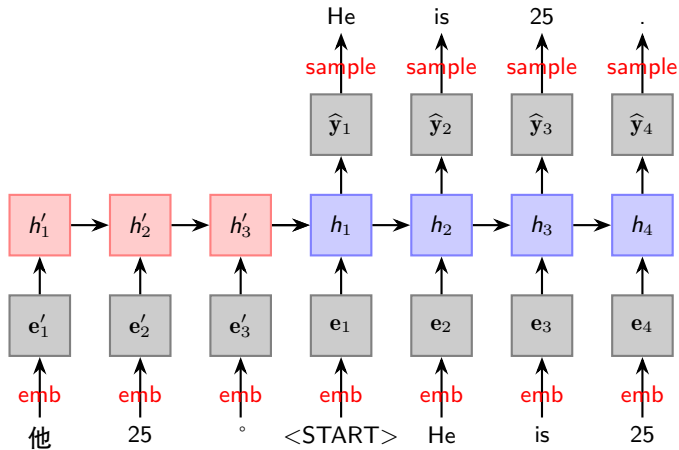 He is 25 .
sample sample sample sample
ŷ₁ ŷ₂ ŷ₃ ŷ₄
h′₁ h′₂ h′₃ h₁ h₂ h₃ h₄
e′₁ e′₂ e′₃ e₁ e₂ e₃ e₄
emb emb emb emb emb emb emb
他 25 。 <START> He is 25